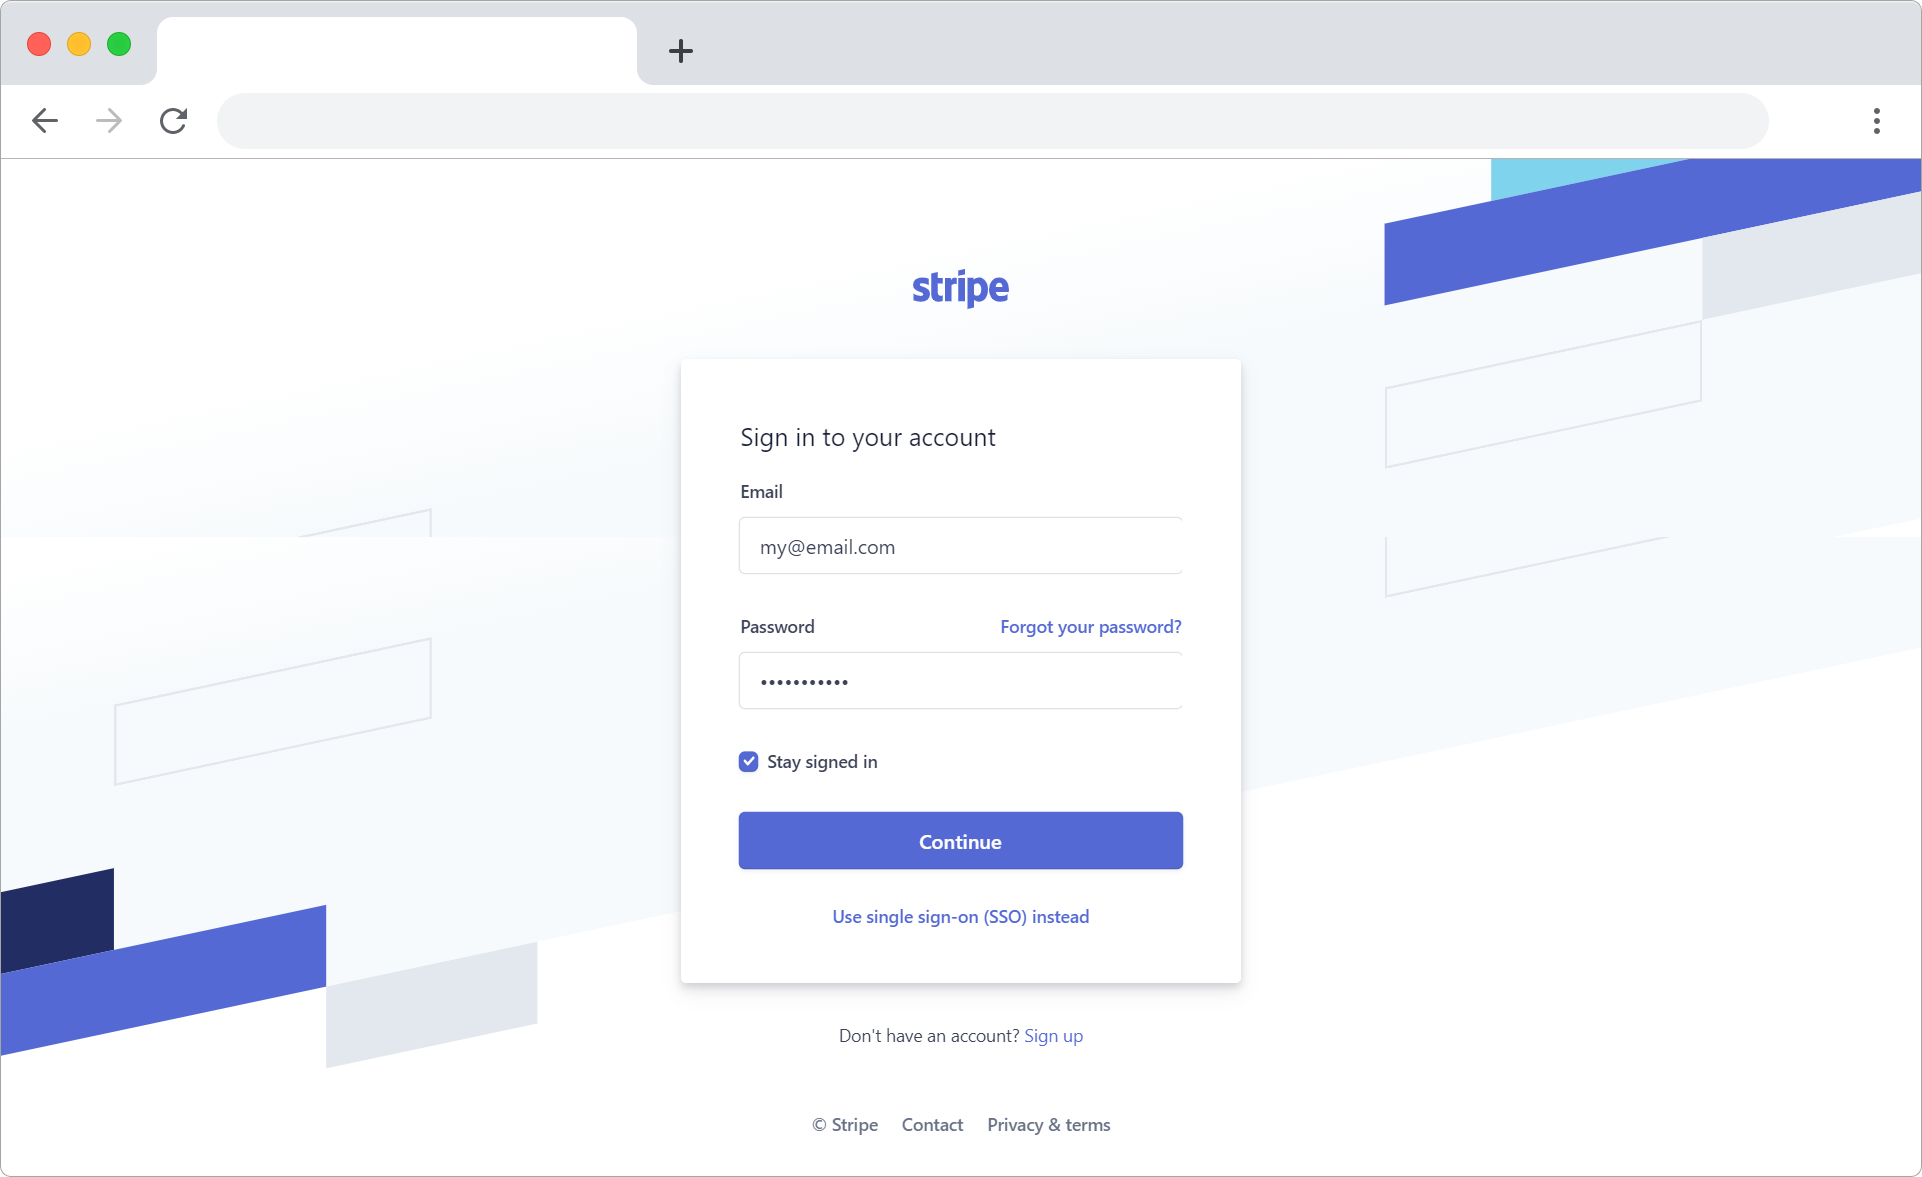 stripe
Sign in to your account
Email
my@email.com
Password Forgot your password?
•••••••••••
Stay signed in
Continue
Use single sign-on (SSO) instead
Don't have an account? Sign up
© Stripe Contact Privacy & terms